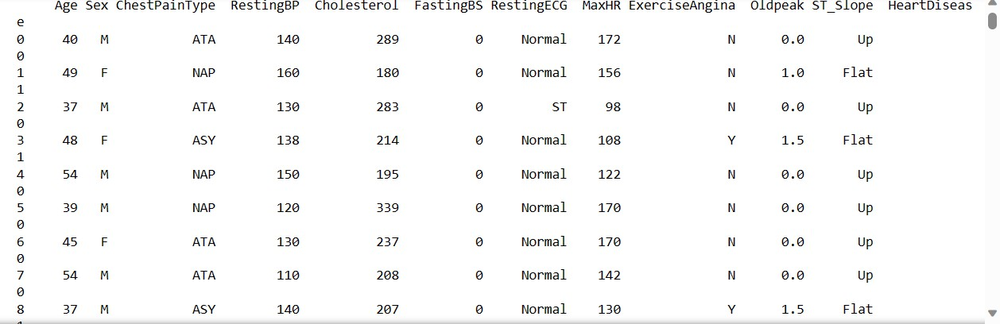 Age Sex ChestPainType RestingBP Cholesterol FastingBS RestingECG MaxHR ExerciseAngina Oldpeak ST_Slope HeartDiseas
e
0 40 M ATA 140 289 0 Normal 172 N 0.0 Up
0
1 49 F NAP 160 180 0 Normal 156 N 1.0 Flat
1
2 37 M ATA 130 283 0 ST 98 N 0.0 Up
0
3 48 F ASY 138 214 0 Normal 108 Y 1.5 Flat
1
4 54 M NAP 150 195 0 Normal 122 N 0.0 Up
0
5 39 M NAP 120 339 0 Normal 170 N 0.0 Up
0
6 45 F ATA 130 237 0 Normal 170 N 0.0 Up
0
7 54 M ATA 110 208 0 Normal 142 N 0.0 Up
0
8 37 M ASY 140 207 0 Normal 130 Y 1.5 Flat